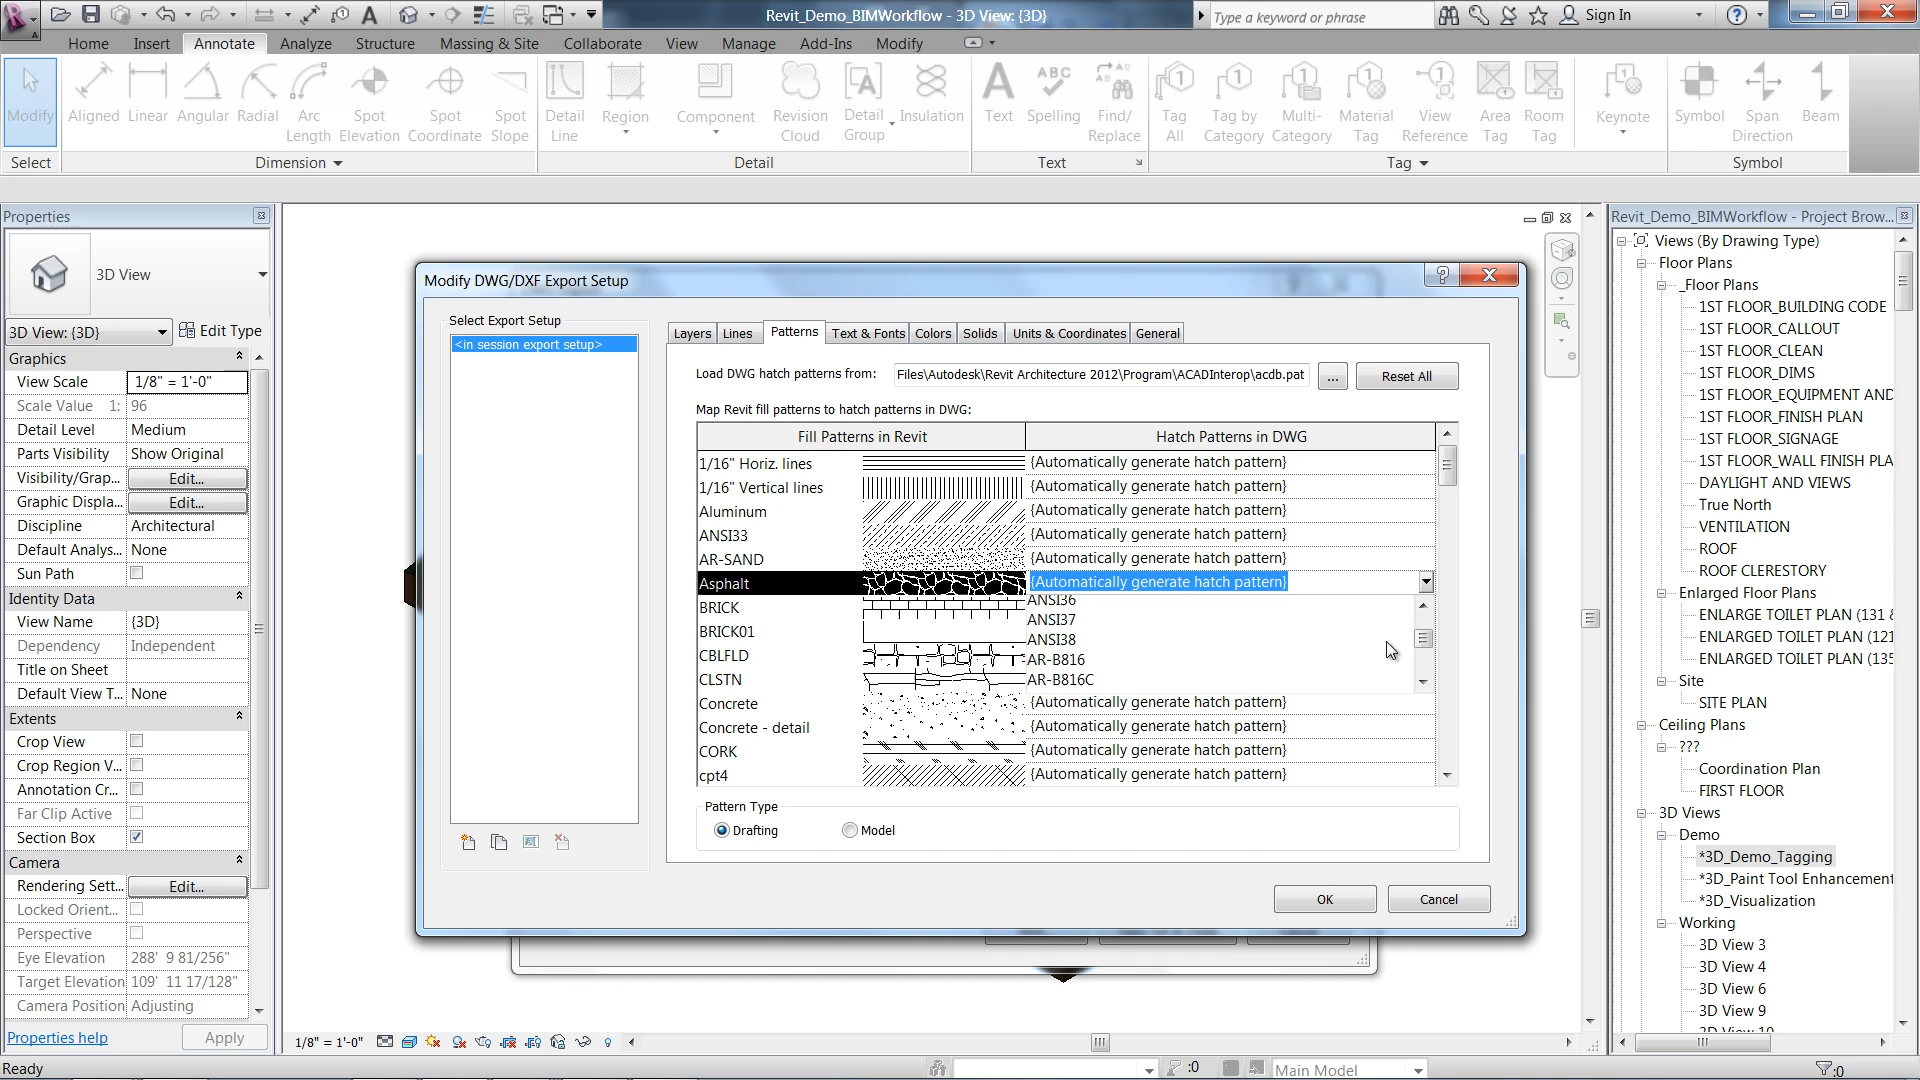 Revit_Demo_BIMWorkflow - 3D View: {3D}
Type a keyword or phrase
Sign In
Home Insert Annotate Analyze Structure Massing & Site Collaborate View Manage Add-Ins Modify
Modify
Aligned Linear Angular Radial Arc Length Spot Elevation Spot Coordinate Spot Slope
Detail Line Region Component Revision Cloud Detail Group Insulation
Text Spelling Find/ Replace
Tag All Tag by Category Multi- Category Material Tag View Reference Area Tag Room Tag Keynote
Symbol Span Direction Beam
Select Dimension Detail Text Tag Symbol
Properties
3D View
3D View: {3D} Edit Type
Graphics
View Scale 1/8" = 1'-0"
Scale Value 1: 96
Detail Level Medium
Parts Visibility Show Original
Visibility/Grap... Edit...
Graphic Displa... Edit...
Discipline Architectural
Default Analys... None
Sun Path
Identity Data
View Name {3D}
Dependency Independent
Title on Sheet
Default View T... None
Extents
Crop View
Crop Region V...
Annotation Cr...
Far Clip Active
Section Box
Camera
Rendering Sett... Edit...
Locked Orient...
Perspective
Eye Elevation 288' 9 81/256"
Target Elevation 109' 11 17/128"
Camera Position Adjusting
Properties help Apply
Modify DWG/DXF Export Setup
Select Export Setup
<in session export setup>
Layers Lines Patterns Text & Fonts Colors Solids Units & Coordinates General
Load DWG hatch patterns from: Files\Autodesk\Revit Architecture 2012\Program\ACADInterop\acdb.pat ... Reset All
Map Revit fill patterns to hatch patterns in DWG:
Fill Patterns in Revit Hatch Patterns in DWG
1/16" Horiz. lines {Automatically generate hatch pattern}
1/16" Vertical lines {Automatically generate hatch pattern}
Aluminum {Automatically generate hatch pattern}
ANSI33 {Automatically generate hatch pattern}
AR-SAND {Automatically generate hatch pattern}
Asphalt {Automatically generate hatch pattern}
BRICK ANSI36
BRICK01 ANSI37
ANSI38
CBLFLD AR-B816
CLSTN AR-B816C
Concrete {Automatically generate hatch pattern}
Concrete - detail {Automatically generate hatch pattern}
CORK {Automatically generate hatch pattern}
cpt4 {Automatically generate hatch pattern}
Pattern Type
Drafting Model
OK Cancel
Revit_Demo_BIMWorkflow - Project Brow...
Views (By Drawing Type)
Floor Plans
_Floor Plans
1ST FLOOR_BUILDING CODE
1ST FLOOR_CALLOUT
1ST FLOOR_CLEAN
1ST FLOOR_DIMS
1ST FLOOR_EQUIPMENT AND
1ST FLOOR_FINISH PLAN
1ST FLOOR_SIGNAGE
1ST FLOOR_WALL FINISH PLA
DAYLIGHT AND VIEWS
True North
VENTILATION
ROOF
ROOF CLERESTORY
Enlarged Floor Plans
ENLARGE TOILET PLAN (131 &
ENLARGED TOILET PLAN (121
ENLARGED TOILET PLAN (135
Site
SITE PLAN
Ceiling Plans
???
Coordination Plan
FIRST FLOOR
3D Views
Demo
*3D_Demo_Tagging
*3D_Paint Tool Enhancement
*3D_Visualization
Working
3D View 3
3D View 4
3D View 6
3D View 9
3D View 10
1/8" = 1'-0"
Ready :0 Main Model :0